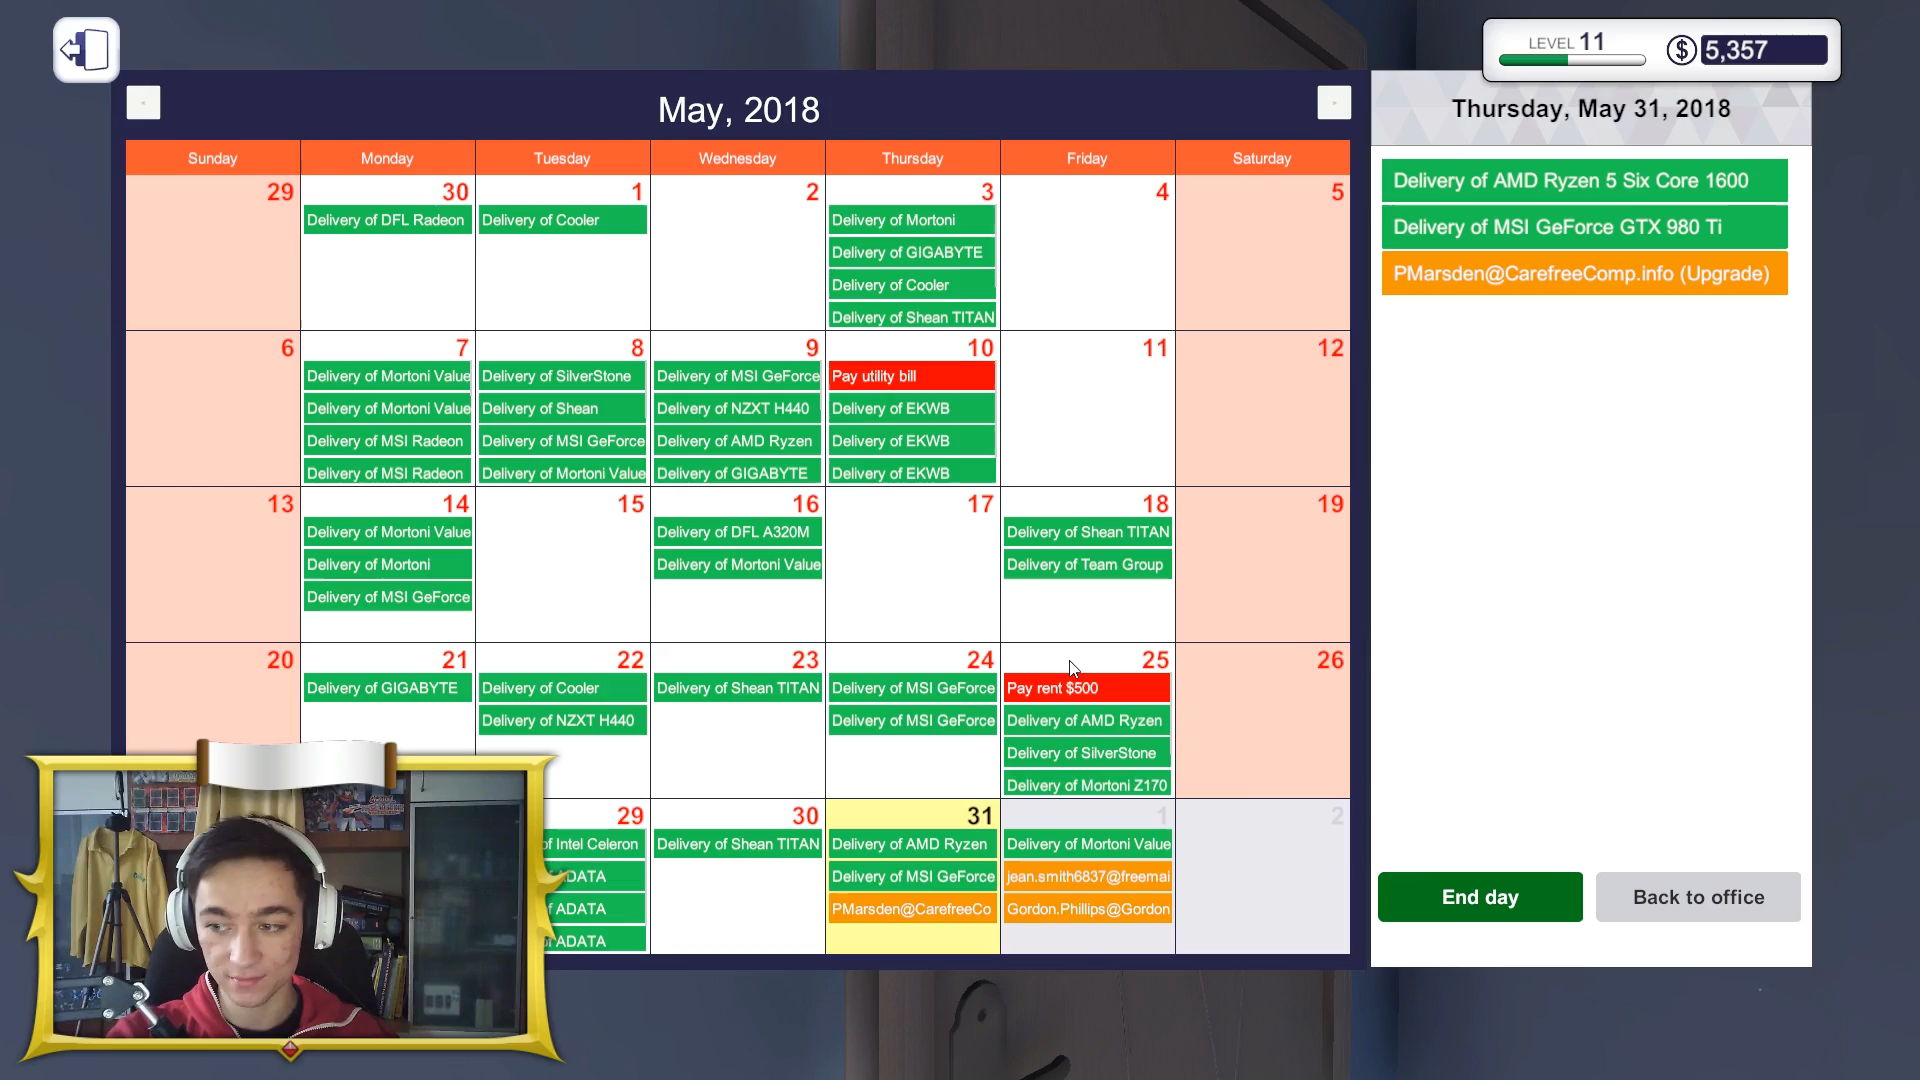 LEVEL 11
$ 5,357
May, 2018
Thursday, May 31, 2018
Sunday Monday Tuesday Wednesday Thursday Friday Saturday
29 30 1 2 3 4 5
Delivery of DFL Radeon
Delivery of Cooler
Delivery of Mortoni
Delivery of GIGABYTE
Delivery of Cooler
Delivery of Shean TITAN
6 7 8 9 10 11 12
Delivery of Mortoni Value
Delivery of Mortoni Value
Delivery of MSI Radeon
Delivery of MSI Radeon
Delivery of SilverStone
Delivery of Shean
Delivery of MSI GeForce
Delivery of Mortoni Value
Delivery of MSI GeForce
Delivery of NZXT H440
Delivery of AMD Ryzen
Delivery of GIGABYTE
Pay utility bill
Delivery of EKWB
Delivery of EKWB
Delivery of EKWB
13 14 15 16 17 18 19
Delivery of Mortoni Value
Delivery of Mortoni
Delivery of MSI GeForce
Delivery of DFL A320M
Delivery of Mortoni Value
Delivery of Shean TITAN
Delivery of Team Group
20 21 22 23 24 25 26
Delivery of GIGABYTE
Delivery of Cooler
Delivery of NZXT H440
Delivery of Shean TITAN
Delivery of MSI GeForce
Delivery of MSI GeForce
Pay rent $500
Delivery of AMD Ryzen
Delivery of SilverStone
Delivery of Mortoni Z170
29 30 31 1 2
of Intel Celeron
ADATA
f ADATA
of ADATA
Delivery of Shean TITAN
Delivery of AMD Ryzen
Delivery of MSI GeForce
PMarsden@CarefreeCo
Delivery of Mortoni Value
jean.smith6837@freemai
Gordon.Phillips@Gordon
Delivery of AMD Ryzen 5 Six Core 1600
Delivery of MSI GeForce GTX 980 Ti
PMarsden@CarefreeComp.info (Upgrade)
End day
Back to office